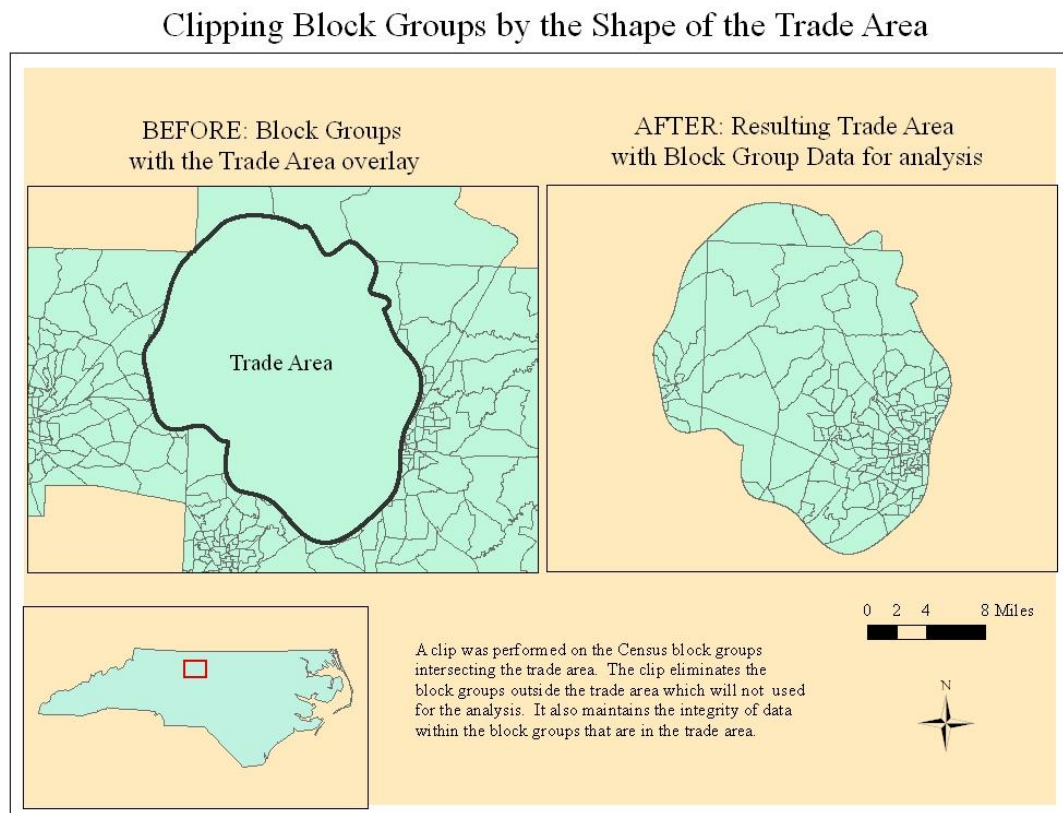 Clipping Block Groups by the Shape of the Trade Area
BEFORE: Block Groups
with the Trade Area overlay
AFTER: Resulting Trade Area
with Block Group Data for analysis
Trade Area
0 2 4 8 Miles
A clip was performed on the Census block groups
intersecting the trade area. The clip eliminates the
block groups outside the trade area which will not used
for the analysis. It also maintains the integrity of data
within the block groups that are in the trade area.
N